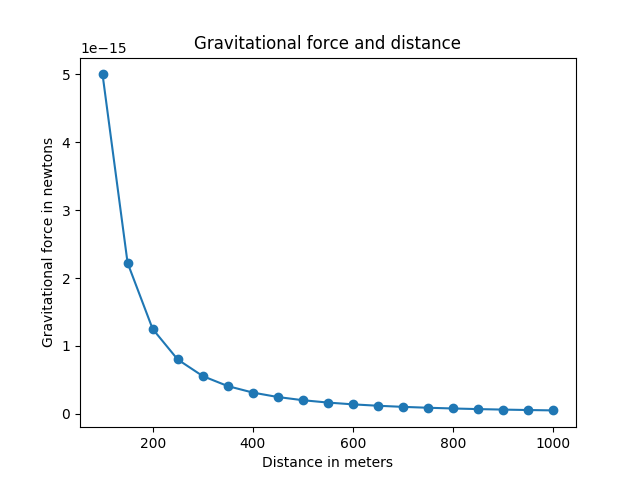 Gravitational force and distance
1e−15
5
4
3
2
1
0
Gravitational force in newtons
200 400 600 800 1000
Distance in meters